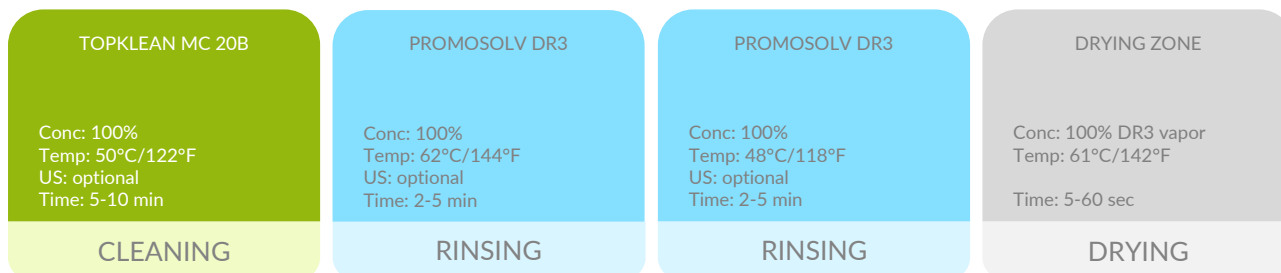 TOPKLEAN MC 20B
Conc: 100%
Temp: 50°C/122°F
US: optional
Time: 5-10 min
CLEANING
PROMOSOLV DR3
Conc: 100%
Temp: 62°C/144°F
US: optional
Time: 2-5 min
RINSING
PROMOSOLV DR3
Conc: 100%
Temp: 48°C/118°F
US: optional
Time: 2-5 min
RINSING
DRYING ZONE
Conc: 100% DR3 vapor
Temp: 61°C/142°F
Time: 5-60 sec
DRYING